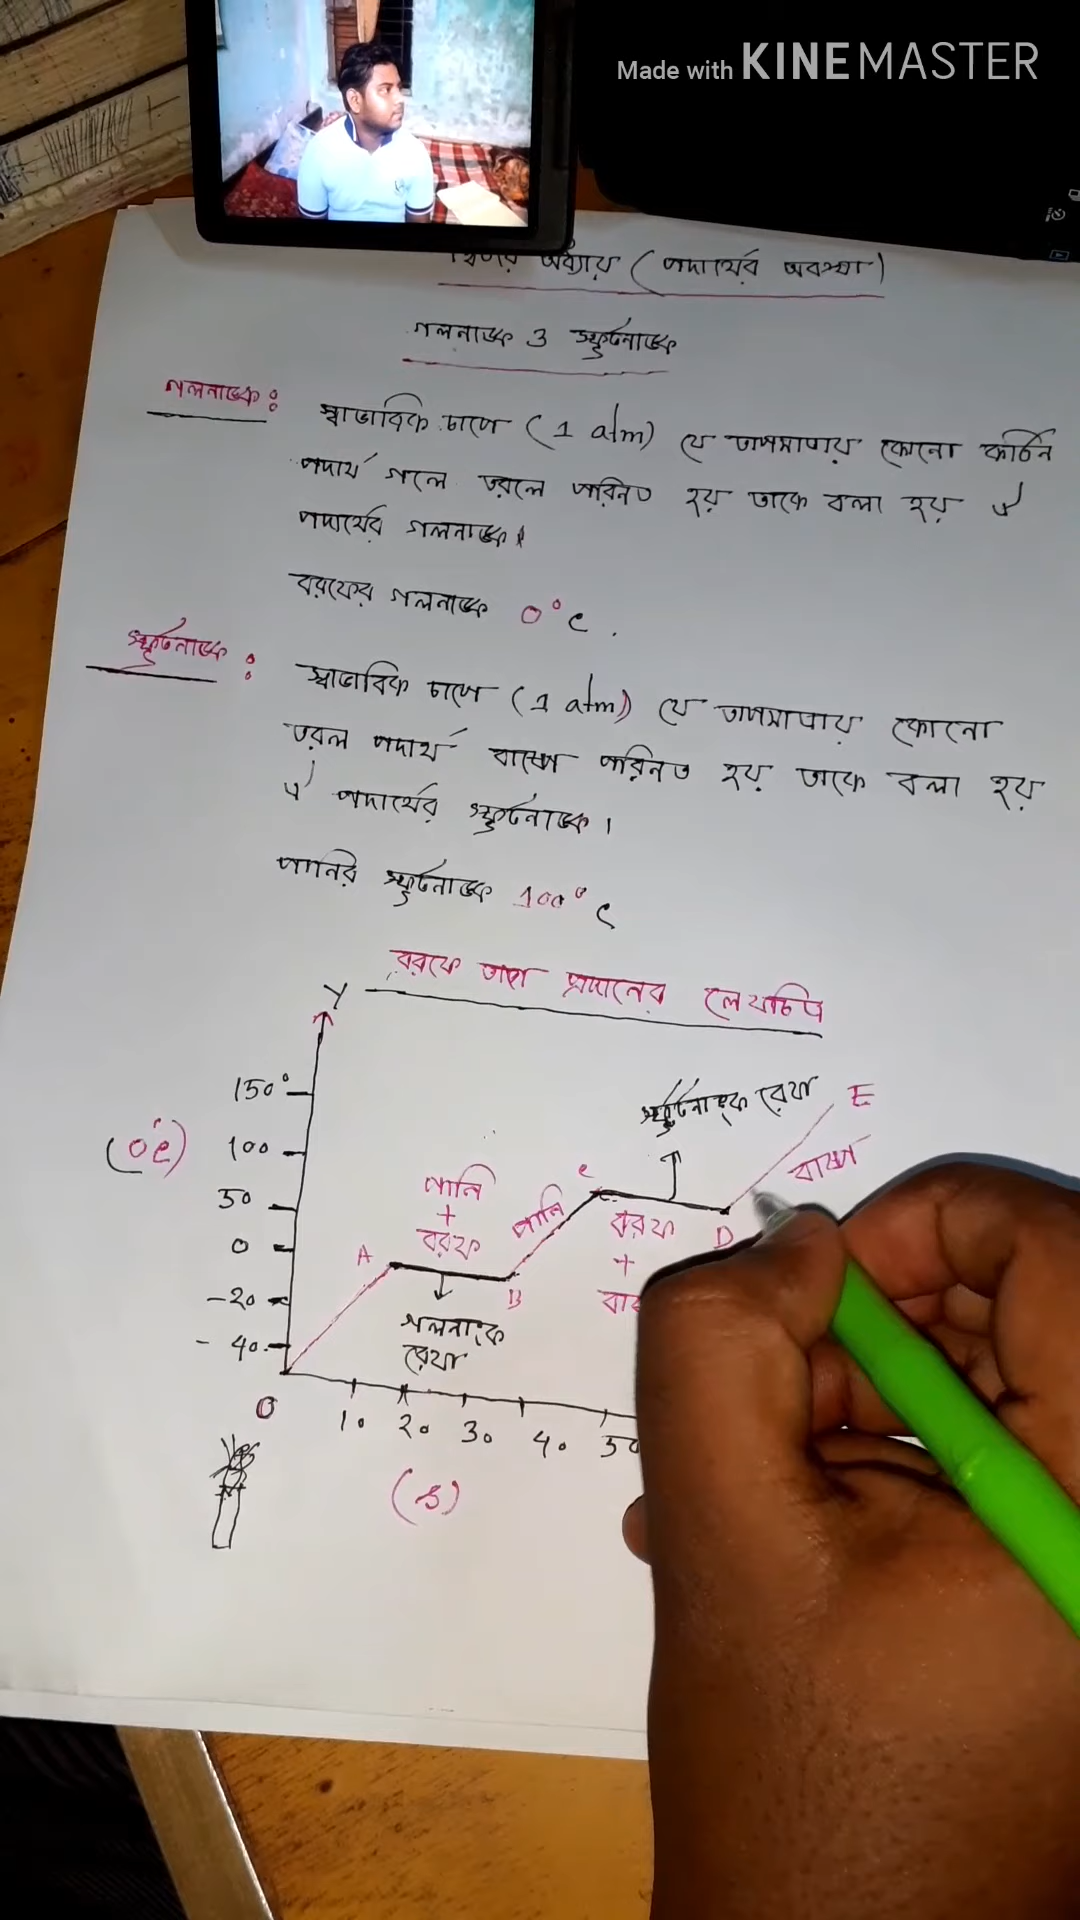 Made with KINEMASTER
অধ্যায় (পদার্থের অবস্থা)
গলনাঙ্ক ও স্ফুটনাঙ্ক
গলনাঙ্ক: স্বাভাবিক চাপে (1 atm) যে তাপমাত্রায় কোনো কঠিন
পদার্থ গলে তরলে পরিনত হয় তাকে বলা হয় ঐ
পদার্থের গলনাঙ্ক।
বরফের গলনাঙ্ক 0°C.
স্ফুটনাঙ্ক: স্বাভাবিক চাপে (1 atm) যে তাপমাত্রায় কোনো
তরল পদার্থ বাষ্পে পরিনত হয় তাকে বলা হয়
ঐ পদার্থের স্ফুটনাঙ্ক।
পানির স্ফুটনাঙ্ক 100°C
বরফে তাপ প্রদানের লেখচিত্র
Y
150°
100
50
0
-20
-40
(0°C)
স্ফুটনাংক রেখা
E
বাষ্প
পানি
+
বরফ
পানি
C
বরফ
+
D
A
B
গলনাংক
রেখা
O
10 20 30 40 50
(s)